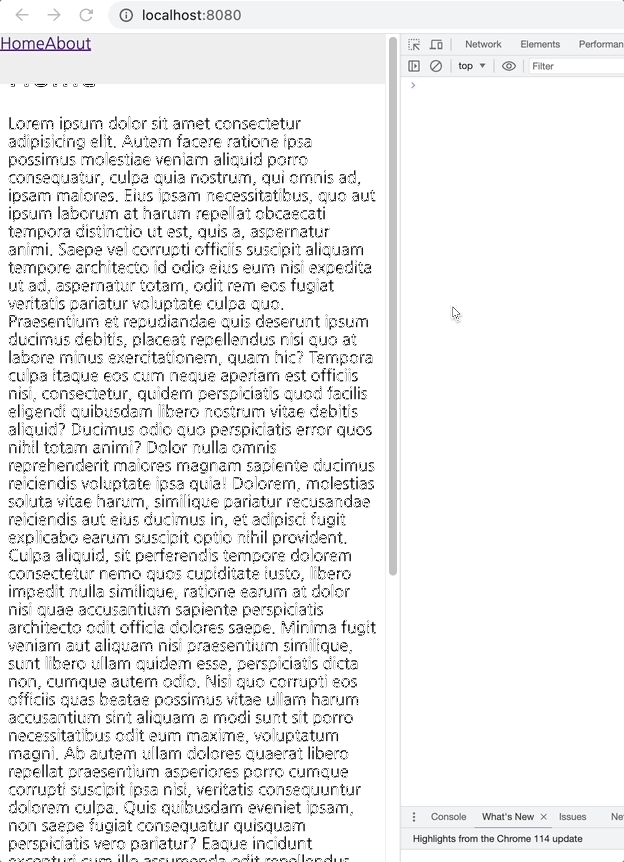 localhost:8080
HomeAbout
Network Elements Performan
top Filter
Lorem ipsum dolor sit amet consectetur
adipisicing elit. Autem facere ratione ipsa
possimus molestiae veniam aliquid porro
consequatur, culpa quia nostrum, qui omnis ad,
ipsam maiores. Eius ipsam necessitatibus, quo aut
ipsum laborum at harum repellat obcaecati
tempora distinctio ut est, quis a, aspernatur
animi. Saepe vel corrupti officiis suscipit aliquam
tempore architecto id odio eius eum nisi expedita
ut ad, aspernatur totam, odit rem eos fugiat
veritatis pariatur voluptate culpa quo.
Praesentium et repudiandae quis deserunt ipsum
ducimus debitis, placeat repellendus nisi quo at
labore minus exercitationem, quam hic? Tempora
culpa itaque eos cum neque aperiam est officiis
nisi, consectetur, quidem perspiciatis quod facilis
eligendi quibusdam libero nostrum vitae debitis
aliquid? Ducimus odio quo perspiciatis error quos
nihil totam animi? Dolor nulla omnis
reprehenderit maiores magnam sapiente ducimus
reiciendis voluptate ipsa quia! Dolorem, molestias
soluta vitae harum, similique pariatur recusandae
reiciendis aut eius ducimus in, et adipisci fugit
explicabo earum suscipit optio nihil provident.
Culpa aliquid, sit perferendis tempore dolorem
consectetur nemo quos cupiditate iusto, libero
impedit nulla similique, ratione earum at dolor
nisi quae accusantium sapiente perspiciatis
architecto odit officia dolores saepe. Minima fugit
veniam aut aliquam nisi praesentium similique,
sunt libero ullam quidem esse, perspiciatis dicta
non, cumque autem odio. Nisi quo corrupti eos
officiis quas beatae possimus vitae ullam harum
accusantium sint aliquam a modi sunt sit porro
necessitatibus odit eum maxime, voluptatum
magni. Ab autem ullam dolores quaerat libero
repellat praesentium asperiores porro cumque
corrupti suscipit ipsa nisi, veritatis consequuntur
dolorem culpa. Quis quibusdam eveniet ipsam,
non saepe fugiat consequatur quisquam
perspiciatis vero pariatur? Eaque incidunt
excepturi cum illo assumenda odit repellendus
Console What's New Issues Ne
Highlights from the Chrome 114 update